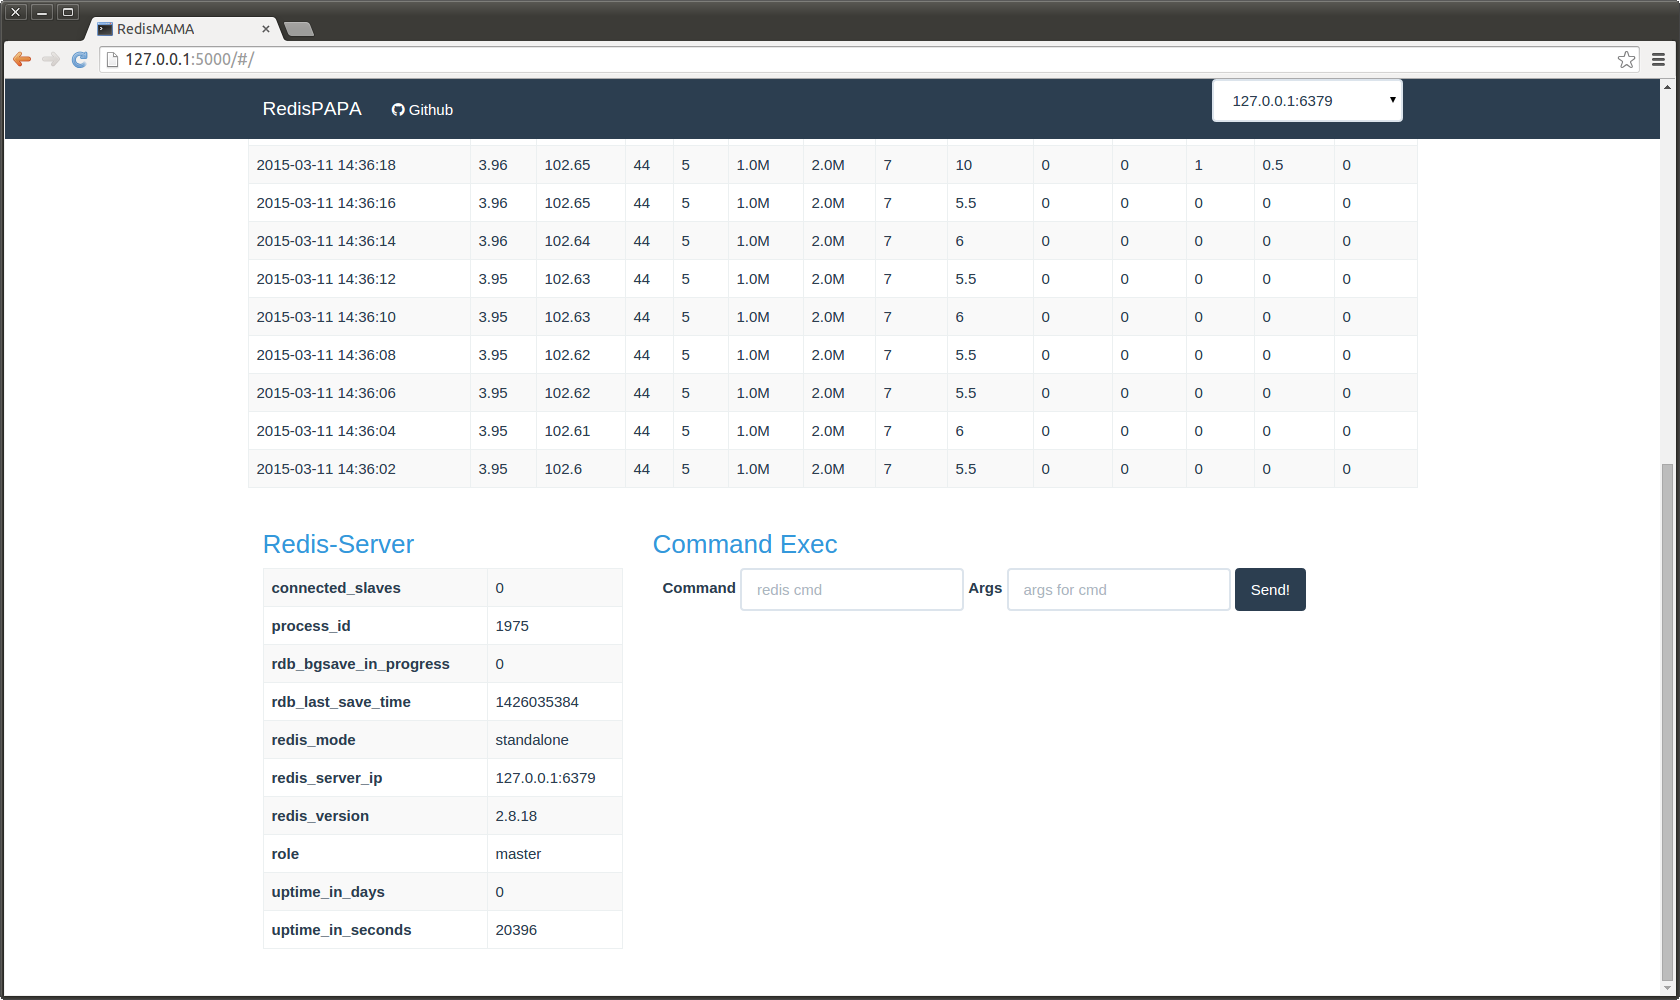 RedisMAMA
127.0.0.1:5000/#/
RedisPAPA Github 127.0.0.1:6379
2015-03-11 14:36:18 3.96 102.65 44 5 1.0M 2.0M 7 10 0 0 1 0.5 0
2015-03-11 14:36:16 3.96 102.65 44 5 1.0M 2.0M 7 5.5 0 0 0 0 0
2015-03-11 14:36:14 3.96 102.64 44 5 1.0M 2.0M 7 6 0 0 0 0 0
2015-03-11 14:36:12 3.95 102.63 44 5 1.0M 2.0M 7 5.5 0 0 0 0 0
2015-03-11 14:36:10 3.95 102.63 44 5 1.0M 2.0M 7 6 0 0 0 0 0
2015-03-11 14:36:08 3.95 102.62 44 5 1.0M 2.0M 7 5.5 0 0 0 0 0
2015-03-11 14:36:06 3.95 102.62 44 5 1.0M 2.0M 7 5.5 0 0 0 0 0
2015-03-11 14:36:04 3.95 102.61 44 5 1.0M 2.0M 7 6 0 0 0 0 0
2015-03-11 14:36:02 3.95 102.6 44 5 1.0M 2.0M 7 5.5 0 0 0 0 0
Redis-Server
connected_slaves 0
process_id 1975
rdb_bgsave_in_progress 0
rdb_last_save_time 1426035384
redis_mode standalone
redis_server_ip 127.0.0.1:6379
redis_version 2.8.18
role master
uptime_in_days 0
uptime_in_seconds 20396
Command Exec
Command redis cmd Args args for cmd Send!